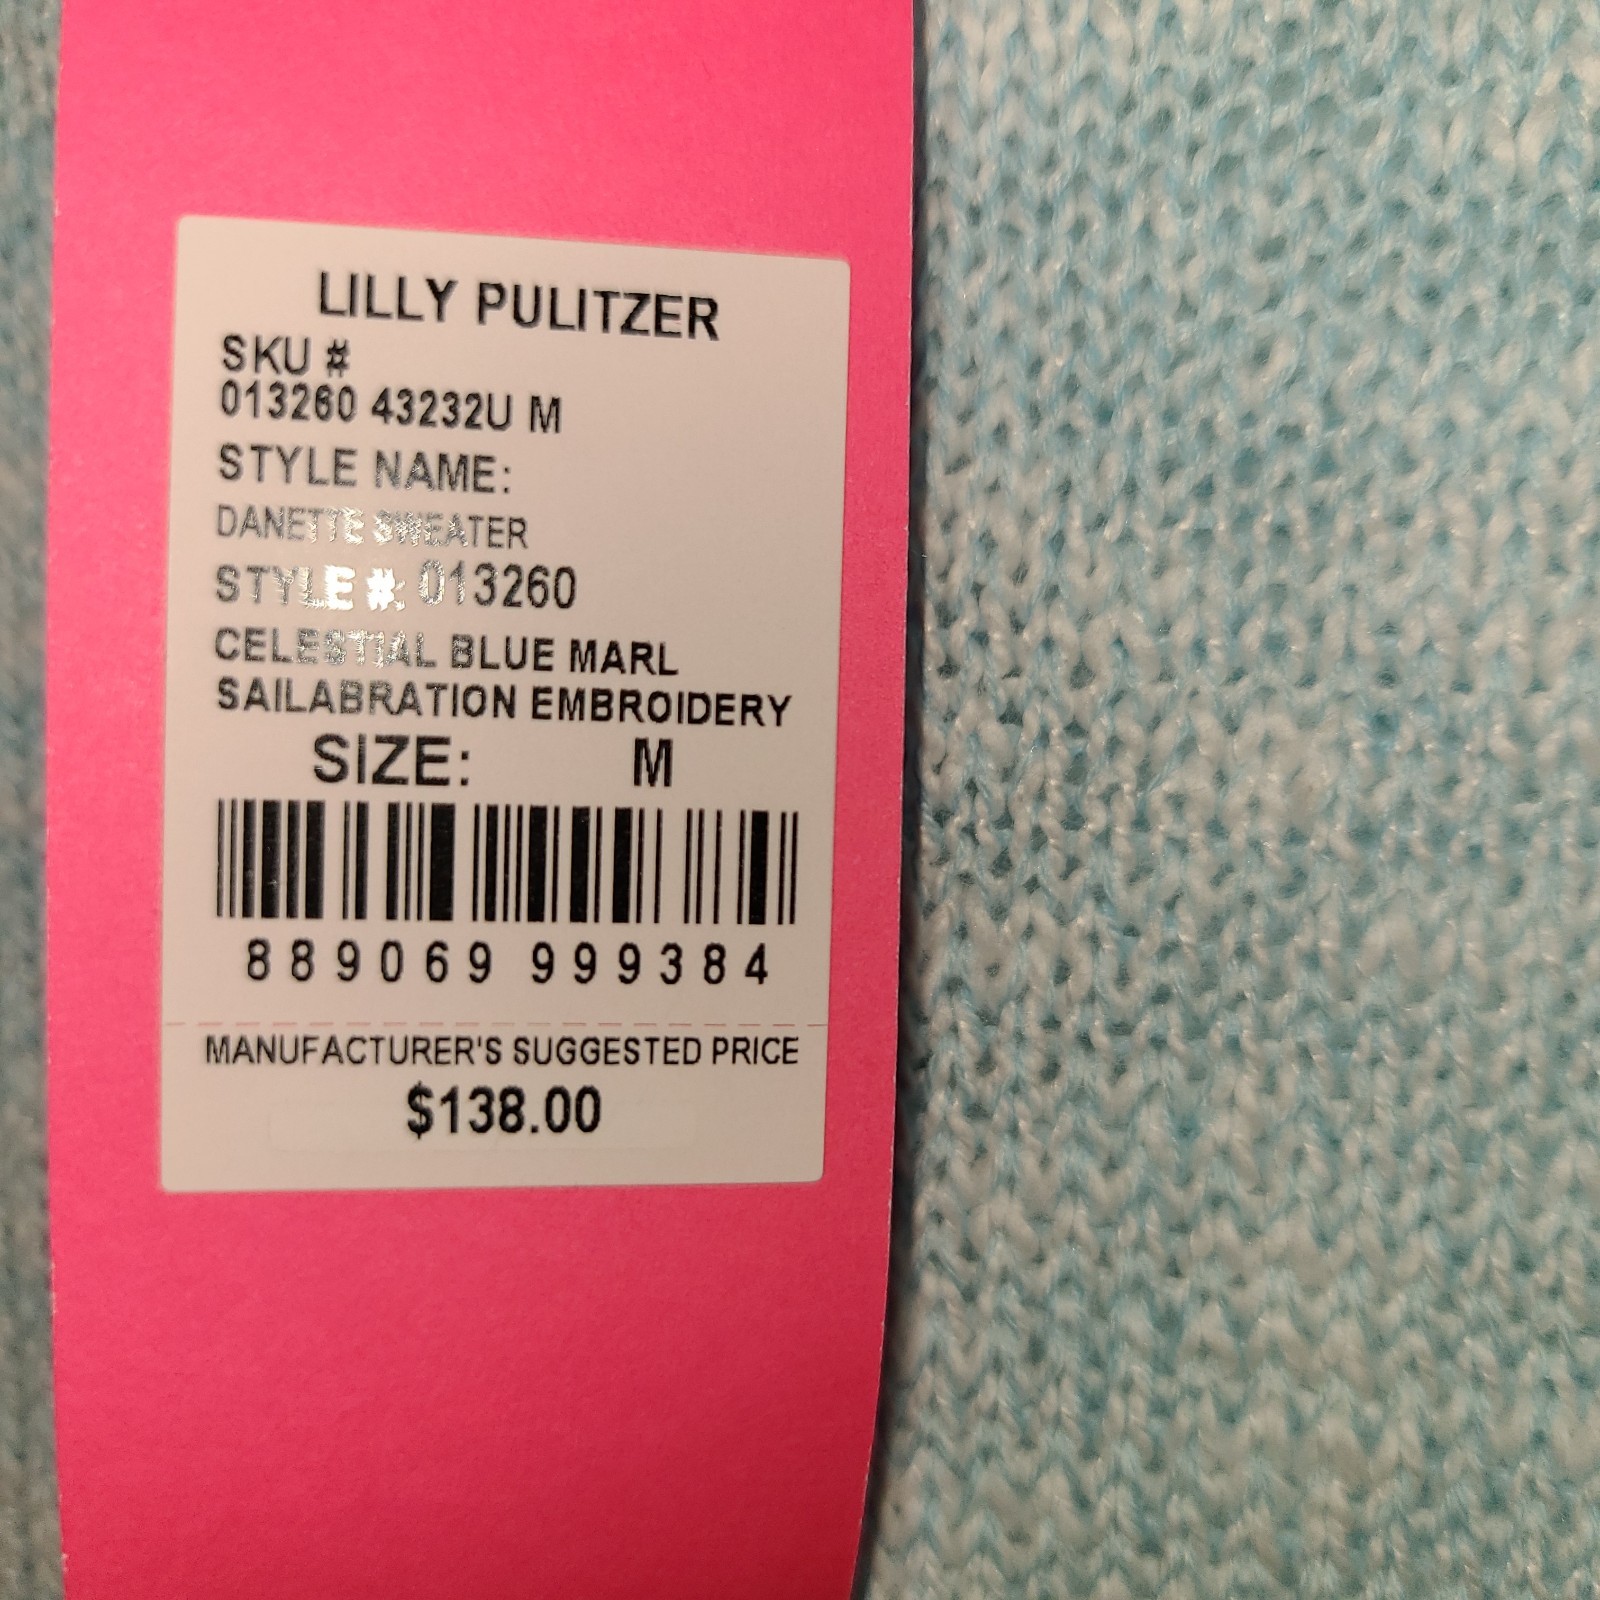 LILLY PULITZER
SKU #
013260 43232U M
STYLE NAME:
DANETTE SWEATER
STYLE #: 013260
CELESTIAL BLUE MARL
SAILABRATION EMBROIDERY
SIZE: M
889069 999384
MANUFACTURER'S SUGGESTED PRICE
$138.00